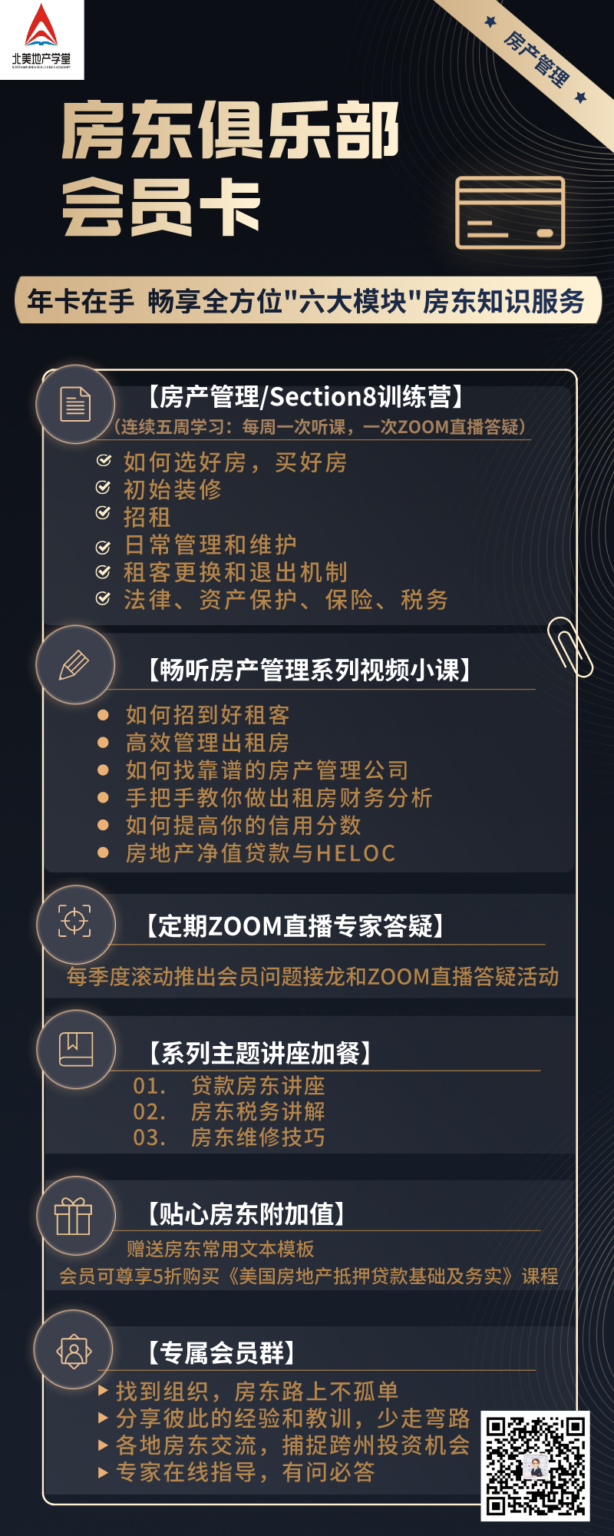 北美地产学堂
房产管理
房东俱乐部
会员卡
年卡在手 畅享全方位"六大模块"房东知识服务
【房产管理/Section8训练营】
（连续五周学习：每周一次听课，一次ZOOM直播答疑）
如何选好房，买好房
初始装修
招租
日常管理和维护
租客更换和退出机制
法律、资产保护、保险、税务
【畅听房产管理系列视频小课】
如何招到好租客
高效管理出租房
如何找靠谱的房产管理公司
手把手教你做出租房财务分析
如何提高你的信用分数
房地产净值贷款与HELOC
【定期ZOOM直播专家答疑】
每季度滚动推出会员问题接龙和ZOOM直播答疑活动
【系列主题讲座加餐】
01. 贷款房东讲座
02. 房东税务讲解
03. 房东维修技巧
【贴心房东附加值】
赠送房东常用文本模板
会员可尊享5折购买《美国房地产抵押贷款基础及务实》课程
【专属会员群】
找到组织，房东路上不孤单
分享彼此的经验和教训，少走弯路
各地房东交流，捕捉跨州投资机会
专家在线指导，有问必答